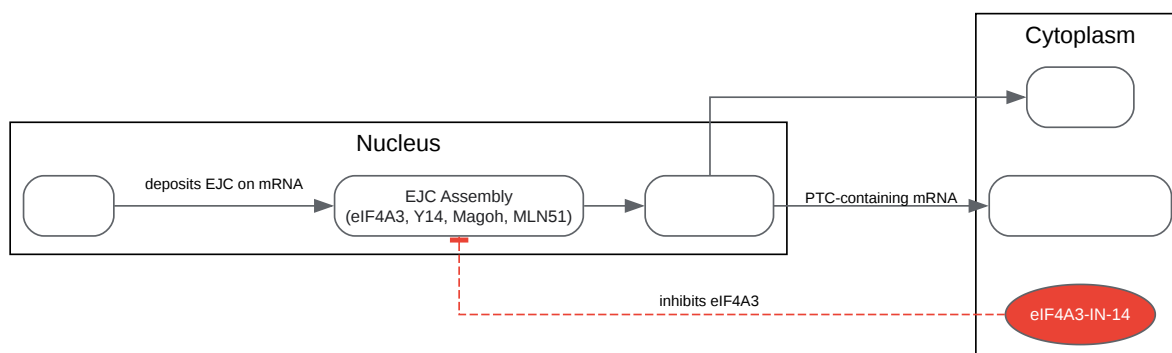 Cytoplasm
Nucleus
deposits EJC on mRNA
EJC Assembly
(eIF4A3, Y14, Magoh, MLN51)
PTC-containing mRNA
inhibits eIF4A3
eIF4A3-IN-14